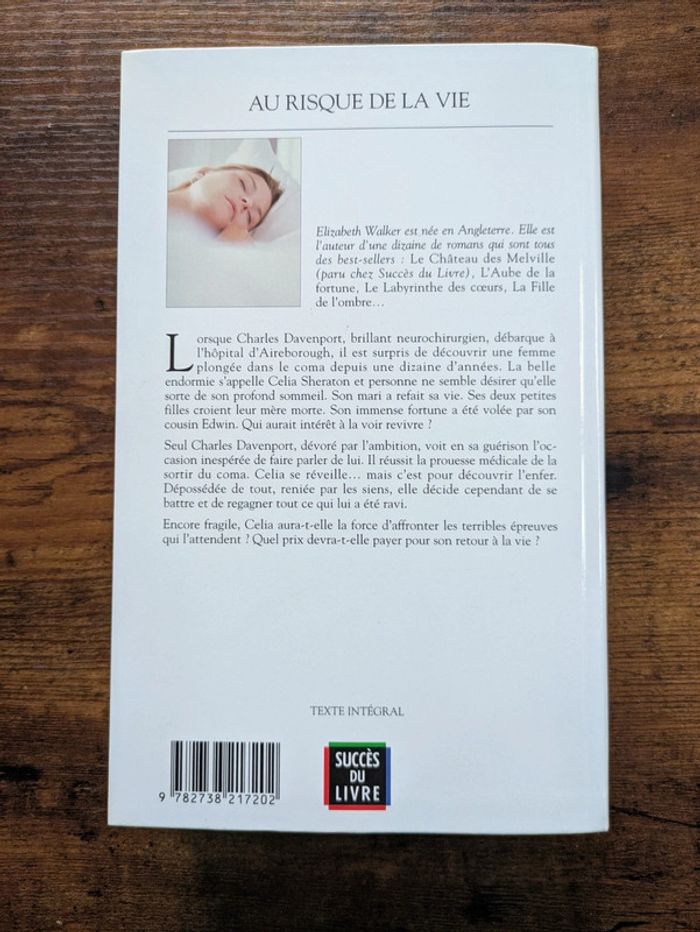 AU RISQUE DE LA VIE
Elizabeth Walker est née en Angleterre. Elle est
l'auteur d'une dizaine de romans qui sont tous
des best-sellers : Le Château des Melville
(paru chez Succès du Livre), L'Aube de la
fortune, Le Labyrinthe des cœurs, La Fille
de l'ombre...
Lorsque Charles Davenport, brillant neurochirurgien, débarque à
l'hôpital d'Aireborough, il est surpris de découvrir une femme
plongée dans le coma depuis une dizaine d'années. La belle
endormie s'appelle Celia Sheraton et personne ne semble désirer qu'elle
sorte de son profond sommeil. Son mari a refait sa vie. Ses deux petites
filles croient leur mère morte. Son immense fortune a été volée par son
cousin Edwin. Qui aurait intérêt à la voir revivre ?
Seul Charles Davenport, dévoré par l'ambition, voit en sa guérison l'oc-
casion inespérée de faire parler de lui. Il réussit la prouesse médicale de la
sortir du coma. Celia se réveille... mais c'est pour découvrir l'enfer.
Dépossédée de tout, reniée par les siens, elle décide cependant de se
battre et de regagner tout ce qui lui a été ravi.
Encore fragile, Celia aura-t-elle la force d'affronter les terribles épreuves
qui l'attendent ? Quel prix devra-t-elle payer pour son retour à la vie ?
TEXTE INTÉGRAL
9 782738 217202
SUCCÈS
DU
LIVRE